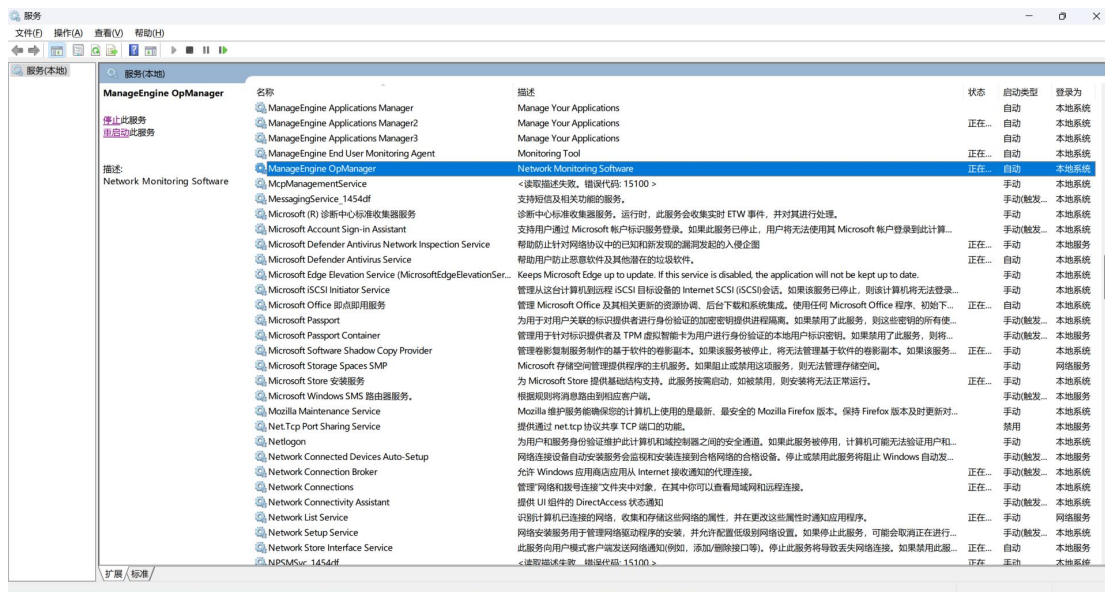 服务
文件(F) 操作(A) 查看(V) 帮助(H)
服务(本地)
服务(本地)
ManageEngine OpManager
停止此服务
重启动此服务
描述:
Network Monitoring Software
名称 描述 状态 启动类型 登录为
ManageEngine Applications Manager Manage Your Applications 自动 本地系统
ManageEngine Applications Manager2 Manage Your Applications 正在... 自动 本地系统
ManageEngine Applications Manager3 Manage Your Applications 自动 本地系统
ManageEngine End User Monitoring Agent Monitoring Tool 正在... 自动 本地系统
ManageEngine OpManager Network Monitoring Software 正在... 自动 本地系统
McpManagementService <读取描述失败。错误代码: 15100 > 手动 本地系统
MessagingService_1454df 支持短信及相关功能的服务。 手动(触发... 本地系统
Microsoft (R) 诊断中心标准收集器服务 诊断中心标准收集器服务。运行时，此服务会收集实时 ETW 事件，并对其进行处理。 手动 本地系统
Microsoft Account Sign-in Assistant 支持用户通过 Microsoft 帐户标识服务登录。如果此服务已停止，用户将无法使用其 Microsoft 帐户登录到此计算... 手动(触发... 本地系统
Microsoft Defender Antivirus Network Inspection Service 帮助防止针对网络协议中的已知和新发现的漏洞发起的入侵企图 正在... 手动 本地服务
Microsoft Defender Antivirus Service 帮助用户防止恶意软件及其他潜在的垃圾软件。 正在... 自动 本地系统
Microsoft Edge Elevation Service (MicrosoftEdgeElevationSer... Keeps Microsoft Edge up to update. If this service is disabled, the application will not be kept up to date. 手动 本地系统
Microsoft iSCSI Initiator Service 管理从这台计算机到远程 iSCSI 目标设备的 Internet SCSI (iSCSI)会话。如果该服务已停止，则该计算机将无法登录... 手动 本地系统
Microsoft Office 即点即用服务 管理 Microsoft Office 及其相关更新的资源协调、后台下载和系统集成。使用任何 Microsoft Office 程序、初始下... 正在... 自动 本地系统
Microsoft Passport 为用于对用户关联的标识提供者进行身份验证的加密密钥提供进程隔离。如果禁用了此服务，则这些密钥的所有使... 手动(触发... 本地系统
Microsoft Passport Container 管理用于针对标识提供者及 TPM 虚拟智能卡为用户进行身份验证的本地用户标识密钥。如果禁用了此服务，则将... 手动(触发... 本地服务
Microsoft Software Shadow Copy Provider 管理卷影复制服务制作的基于软件的卷影副本。如果该服务被停止，将无法管理基于软件的卷影副本。如果该服务... 正在... 手动 本地系统
Microsoft Storage Spaces SMP Microsoft 存储空间管理提供程序的主机服务。如果阻止或禁用这项服务，则无法管理存储空间。 手动 网络服务
Microsoft Store 安装服务 为 Microsoft Store 提供基础结构支持。此服务按需启动，如被禁用，则安装将无法正常运行。 正在... 手动 本地系统
Microsoft Windows SMS 路由器服务。 根据规则将消息路由到相应客户端。 手动(触发... 本地服务
Mozilla Maintenance Service Mozilla 维护服务能确保您的计算机上使用的是最新、最安全的 Mozilla Firefox 版本。保持 Firefox 版本及时更新对... 手动 本地系统
Net.Tcp Port Sharing Service 提供通过 net.tcp 协议共享 TCP 端口的功能。 禁用 本地服务
Netlogon 为用户和服务身份验证维护此计算机和域控制器之间的安全通道。如果此服务被停用，计算机可能无法验证用户和... 手动 本地系统
Network Connected Devices Auto-Setup 网络连接设备自动安装服务会监视和安装连接到合格网络的合格设备。停止或禁用此服务将阻止 Windows 自动发... 手动(触发... 本地服务
Network Connection Broker 允许 Windows 应用商店应用从 Internet 接收通知的代理连接。 正在... 手动(触发... 本地系统
Network Connections 管理“网络和拨号连接”文件夹中对象，在其中你可以查看局域网和远程连接。 正在... 手动 本地系统
Network Connectivity Assistant 提供 UI 组件的 DirectAccess 状态通知 手动(触发... 本地系统
Network List Service 识别计算机已连接的网络，收集和存储这些网络的属性，并在更改这些属性时通知应用程序。 正在... 手动 网络服务
Network Setup Service 网络安装服务用于管理网络驱动程序的安装，并允许配置低级别网络设置。如果停止此服务，可能会取消正在进行... 手动(触发... 本地系统
Network Store Interface Service 此服务向用户模式客户端发送网络通知(例如，添加/删除接口等)。停止此服务将导致丢失网络连接。如果禁用此服... 正在... 自动 本地服务
NPSMSvc_1454df <读取描述失败。错误代码: 15100 > 正在... 手动 本地系统
扩展 标准